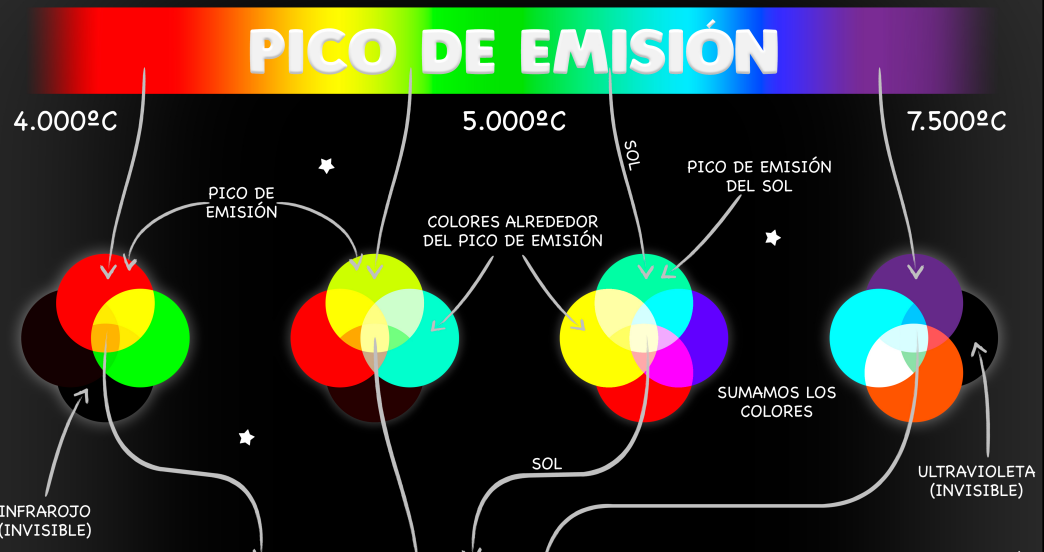 PICO DE EMISIÓN
4.000ºC
5.000ºC
7.500ºC
SOL
PICO DE EMISIÓN
DEL SOL
PICO DE
EMISIÓN
COLORES ALREDEDOR
DEL PICO DE EMISIÓN
SUMAMOS LOS
COLORES
SOL
ULTRAVIOLETA
(INVISIBLE)
INFRAROJO
(INVISIBLE)